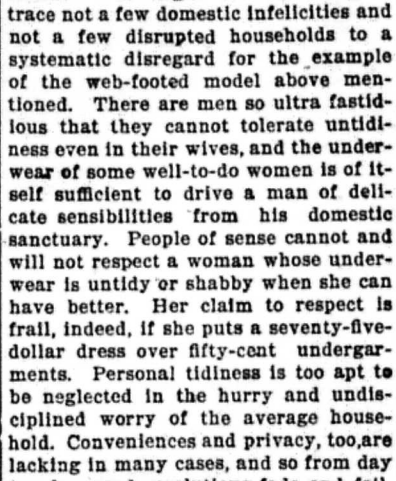 trace not a few domestic infelicities and
not a few disrupted households to a
systematic disregard for the example
of the web-footed model above men-
tioned. There are men so ultra fastid-
ious that they cannot tolerate untidi-
ness even in their wives, and the under-
wear of some well-to-do women is of it-
self sufficient to drive a man of deli-
cate sensibilities from his domestic
sanctuary. People of sense cannot and
will not respect a woman whose under-
wear is untidy or shabby when she can
have better. Her claim to respect is
frail, indeed, if she puts a seventy-five-
dollar dress over fifty-cent undergar-
ments. Personal tidiness is too apt to
be neglected in the hurry and undis-
ciplined worry of the average house-
hold. Conveniences and privacy, too,are
lacking in many cases, and so from day